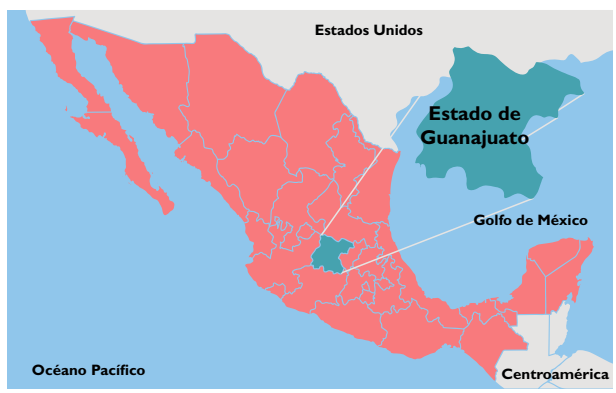 Estados Unidos
Estado de
Guanajuato
Golfo de México
Océano Pacífico
Centroamérica